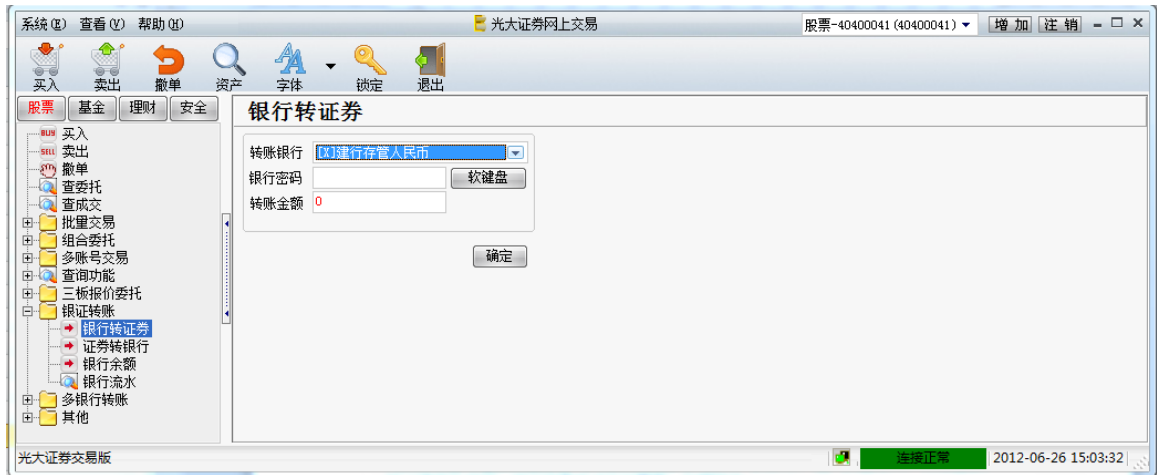 系统(E) 查看(V) 帮助(H) 光大证券网上交易 股票-40400041(40400041) 增 加 注 销
买入 卖出 撤单 资产 字体 锁定 退出
股票 基金 理财 安全
银行转证券
BUY 买入
SELL 卖出
撤单
查委托
查成交
批量交易
组合委托
多账号交易
查询功能
三板报价委托
银证转账
银行转证券
证券转银行
银行余额
银行流水
多银行转账
其他
转账银行 [X]建行存管人民币
银行密码 软键盘
转账金额 0
确定
光大证券交易版 连接正常 2012-06-26 15:03:32